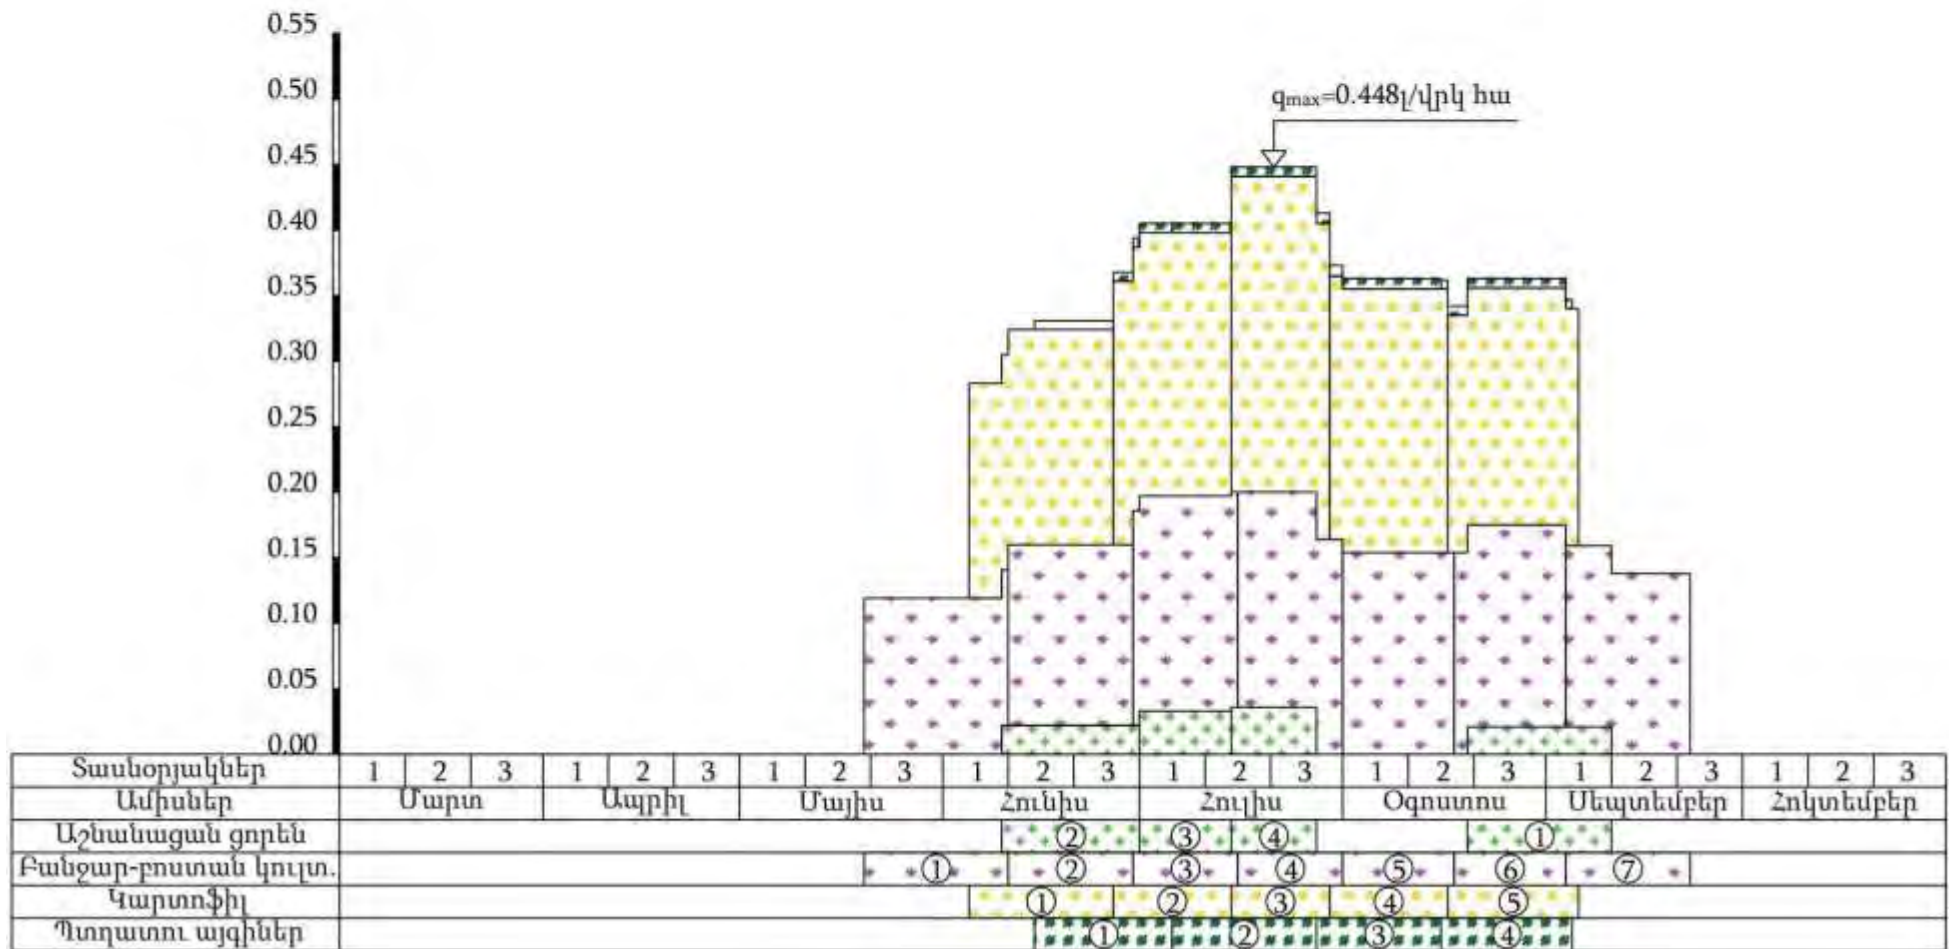 0.55
0.50
qmax=0.448լ/վրկ հա
0.45
0.40
0.35
0.30
0.25
0.20
0.15
0.10
0.05
0.00
Տասնօրյակներ 1 2 3 1 2 3 1 2 3 1 2 3 1 2 3 1 2 3 1 2 3 1 2 3
Ամիսներ Մարտ Ապրիլ Մայիս Հունիս Հուլիս Օգոստոս Սեպտեմբեր Հոկտեմբեր
Աշնանացան ցորեն 2 3 4 1
Բանջար-բոստան կուլտ. 1 2 3 4 5 6 7
Կարտոֆիլ 1 2 3 4 5
Պտղատու այգիներ 1 2 3 4